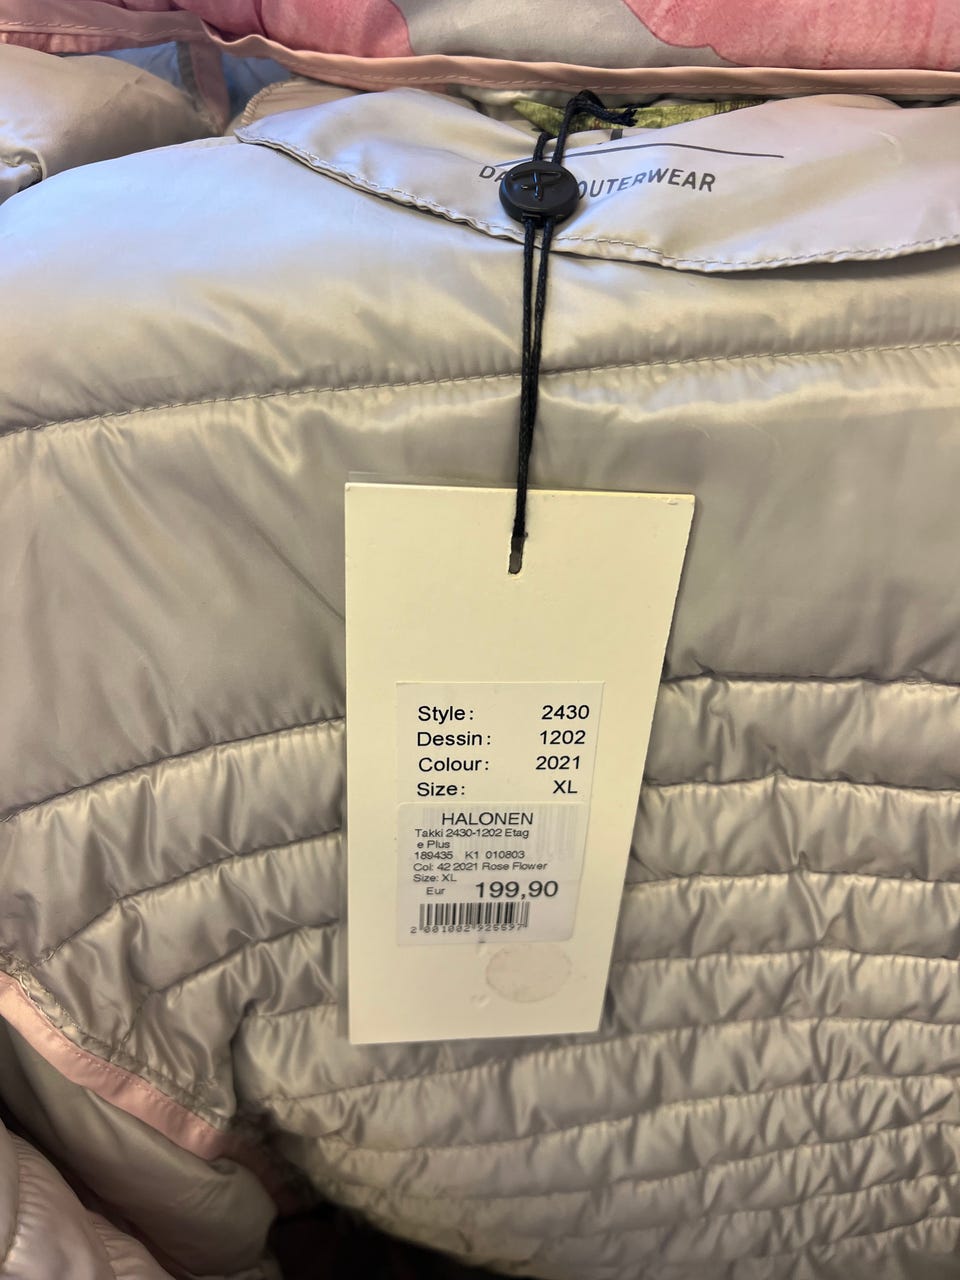 OUTERWEAR
Style: 2430
Dessin: 1202
Colour: 2021
Size: XL
HALONEN
Takki 2430-1202 Etag
e Plus
189435 K1 010803
Col: 42 2021 Rose Flower
Size: XL
Eur 199,90